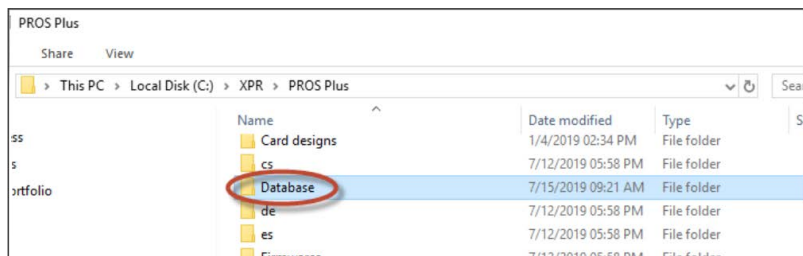 PROS Plus
Share View
> This PC > Local Disk (C:) > XPR > PROS Plus
Name Date modified Type
Card designs 1/4/2019 02:34 PM File folder
cs 7/12/2019 05:58 PM File folder
Database 7/15/2019 09:21 AM File folder
de 7/12/2019 05:58 PM File folder
es 7/12/2019 05:58 PM File folder